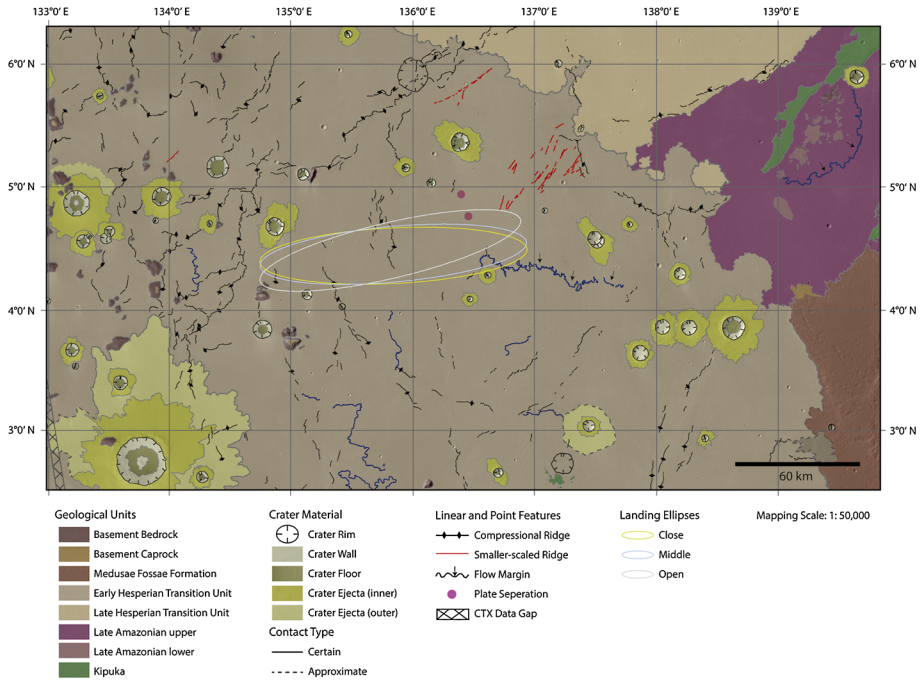 133°0' E 134°0' E 135°0' E 136°0' E 137°0' E 138°0' E 139°0' E
6°0' N 6°0' N
5°0' N 5°0' N
4°0' N 4°0' N
3°0' N 3°0' N
60 km
Geological Units
Basement Bedrock
Basement Caprock
Medusae Fossae Formation
Early Hesperian Transition Unit
Late Hesperian Transition Unit
Late Amazonian upper
Late Amazonian lower
Kipuka
Crater Material
Crater Rim
Crater Wall
Crater Floor
Crater Ejecta (inner)
Crater Ejecta (outer)
Contact Type
Certain
Approximate
Linear and Point Features
Compressional Ridge
Smaller-scaled Ridge
Flow Margin
Plate Seperation
CTX Data Gap
Landing Ellipses
Close
Middle
Open
Mapping Scale: 1: 50,000